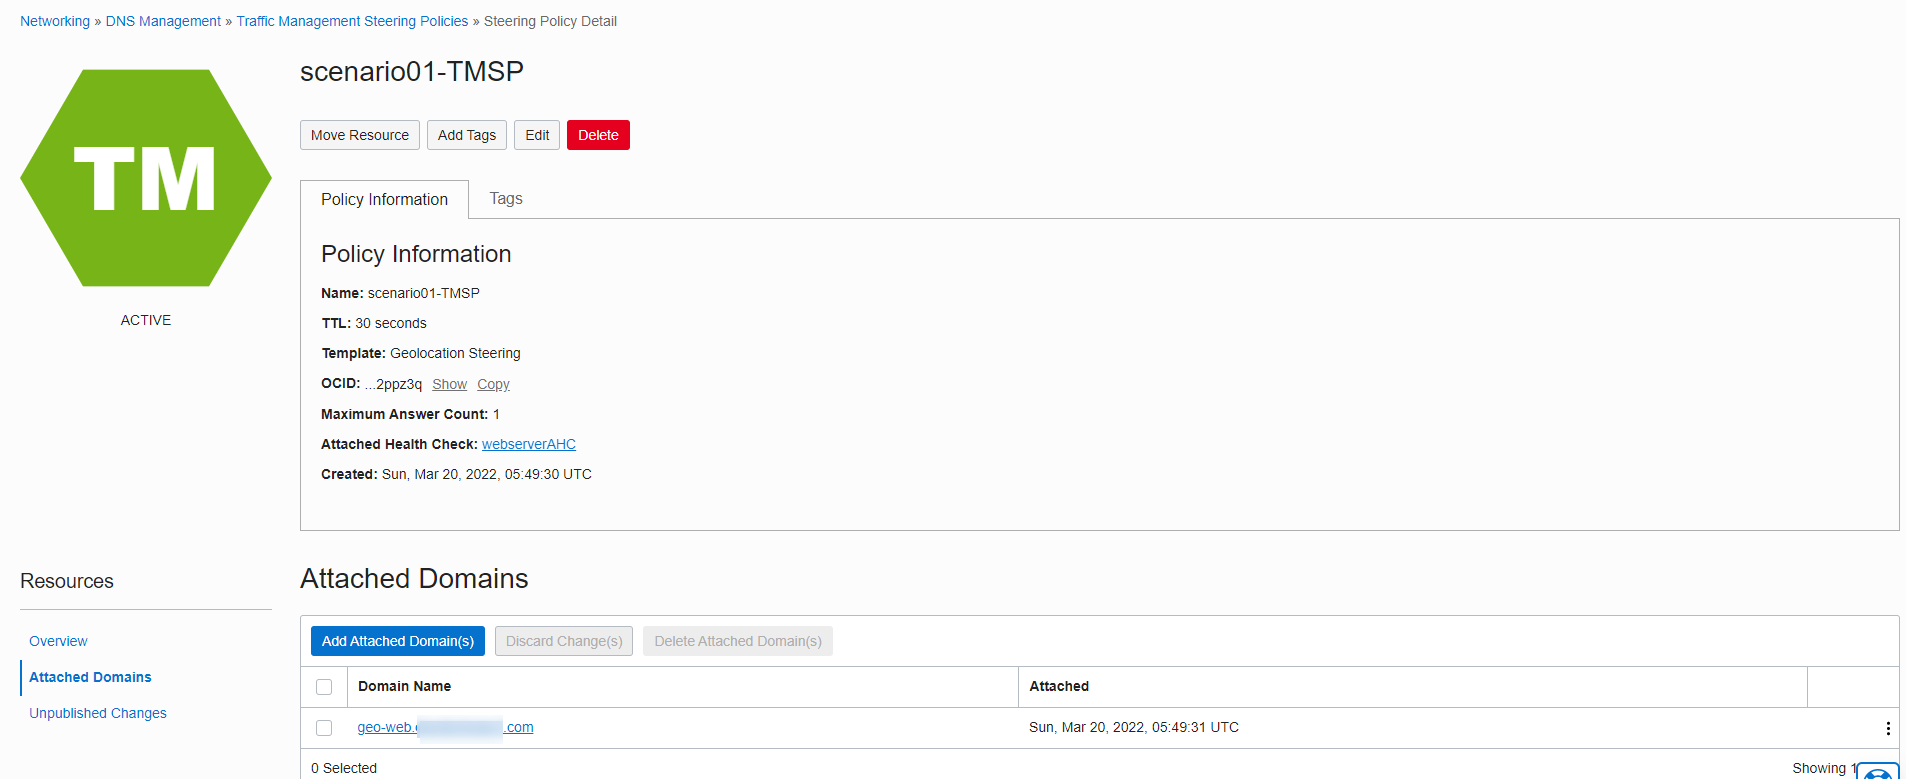 Networking » DNS Management » Traffic Management Steering Policies » Steering Policy Detail
TM
ACTIVE
scenario01-TMSP
Move Resource Add Tags Edit Delete
Policy Information Tags
Policy Information
Name: scenario01-TMSP
TTL: 30 seconds
Template: Geolocation Steering
OCID: ...2ppz3q Show Copy
Maximum Answer Count: 1
Attached Health Check: webserverAHC
Created: Sun, Mar 20, 2022, 05:49:30 UTC
Resources
Overview
Attached Domains
Unpublished Changes
Attached Domains
Add Attached Domain(s) Discard Change(s) Delete Attached Domain(s)
Domain Name Attached
geo-web. .com Sun, Mar 20, 2022, 05:49:31 UTC
0 Selected Showing 1